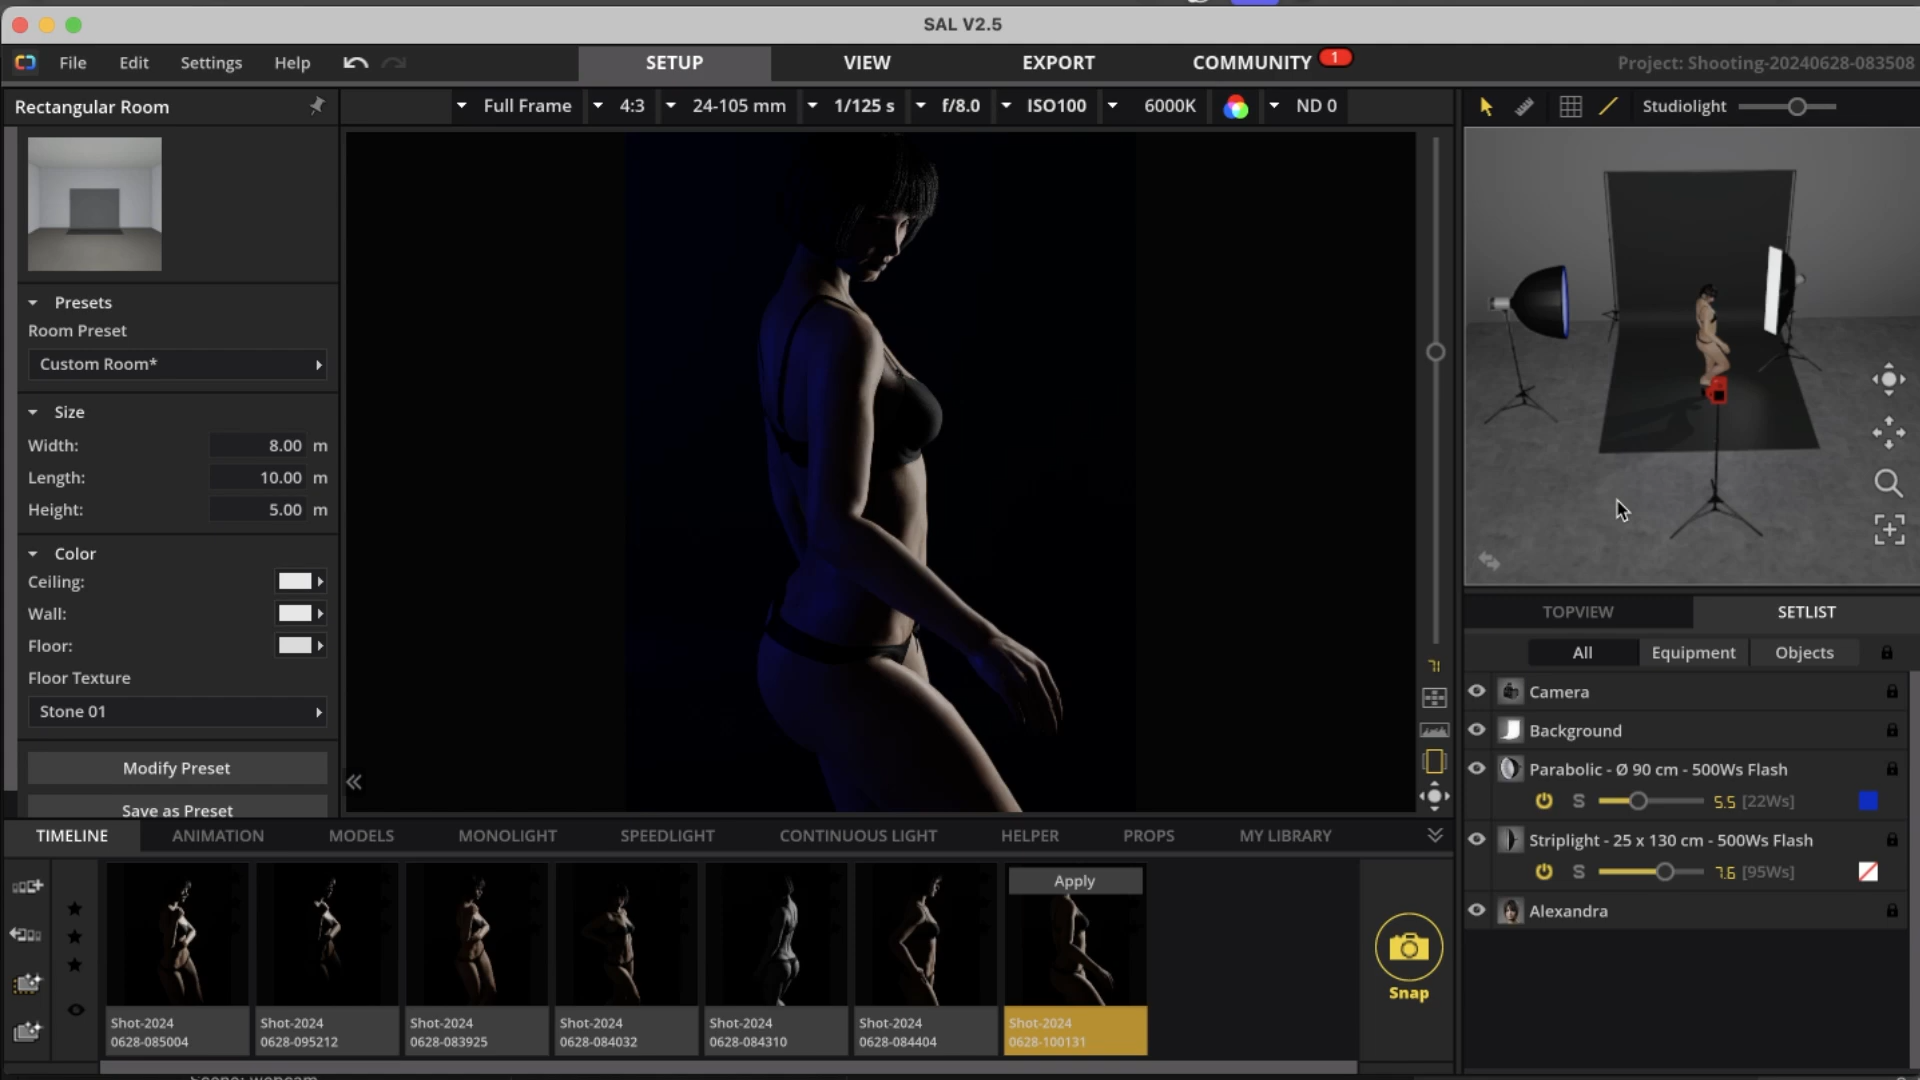 SAL V2.5
File Edit Settings Help SETUP VIEW EXPORT COMMUNITY 1 Project: Shooting-20240628-083508
Rectangular Room
Full Frame 4:3 24-105 mm 1/125 s f/8.0 ISO100 6000K ND 0
Studiolight
Presets
Room Preset
Custom Room*
Size
Width: 8.00 m
Length: 10.00 m
Height: 5.00 m
Color
Ceiling:
Wall:
Floor:
Floor Texture
Stone 01
Modify Preset
Save as Preset
TOPVIEW SETLIST
All Equipment Objects
Camera
Background
Parabolic - Ø 90 cm - 500Ws Flash
S 5.5 [22Ws]
Striplight - 25 x 130 cm - 500Ws Flash
S 7.6 [95Ws]
Alexandra
TIMELINE ANIMATION MODELS MONOLIGHT SPEEDLIGHT CONTINUOUS LIGHT HELPER PROPS MY LIBRARY
Apply
Shot-2024
0628-085004
Shot-2024
0628-095212
Shot-2024
0628-083925
Shot-2024
0628-084032
Shot-2024
0628-084310
Shot-2024
0628-084404
Shot-2024
0628-100131
Snap